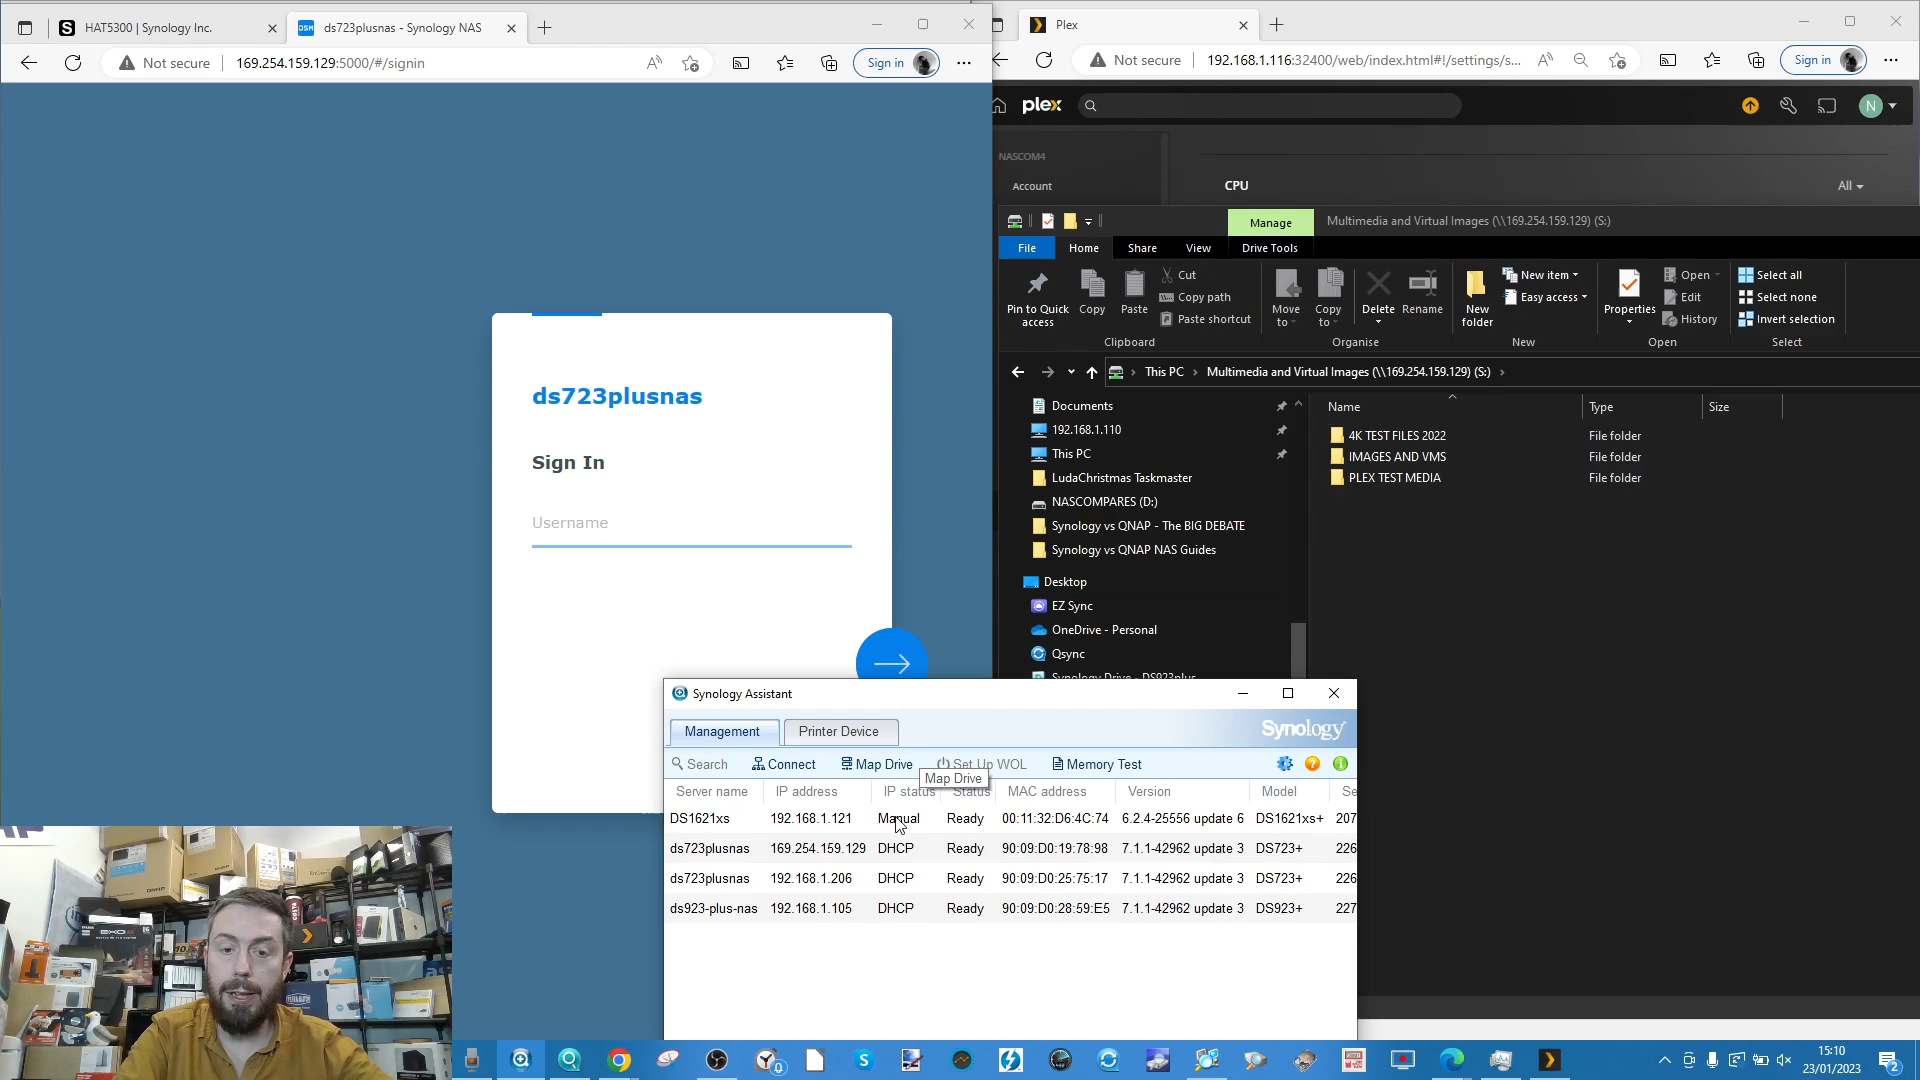 HAT5300 | Synology Inc.
ds723plusnas - Synology NAS
Not secure
169.254.159.129:5000/#/signin
Sign in
Plex
Not secure
192.168.1.116:32400/web/index.html#!/settings/s...
Sign in
plex
N
NASCOM4
Account
CPU
All
Manage
Multimedia and Virtual Images (\\169.254.159.129) (S:)
File
Home
Share
View
Drive Tools
Pin to Quick access
Copy
Paste
Cut
Copy path
Paste shortcut
Clipboard
Move to
Copy to
Delete
Rename
Organise
New folder
New item
Easy access
New
Properties
Open
Edit
History
Open
Select all
Select none
Invert selection
Select
This PC
Multimedia and Virtual Images (\\169.254.159.129) (S:)
Documents
192.168.1.110
This PC
LudaChristmas Taskmaster
NASCOMPARES (D:)
Synology vs QNAP - The BIG DEBATE
Synology vs QNAP NAS Guides
Desktop
EZ Sync
OneDrive - Personal
Qsync
Synology Drive - DS923plus
Name
Type
Size
4K TEST FILES 2022
File folder
IMAGES AND VMS
File folder
PLEX TEST MEDIA
File folder
ds723plusnas
Sign In
Username
Synology Assistant
Management
Printer Device
Synology
Search
Connect
Map Drive
Set Up WOL
Memory Test
Map Drive
Server name
IP address
IP status
Status
MAC address
Version
Model
Se
DS1621xs 192.168.1.121 Manual Ready 00:11:32:D6:4C:74 6.2.4-25556 update 6 DS1621xs+ 207
ds723plusnas 169.254.159.129 DHCP Ready 90:09:D0:19:78:98 7.1.1-42962 update 3 DS723+ 226
ds723plusnas 192.168.1.206 DHCP Ready 90:09:D0:25:75:17 7.1.1-42962 update 3 DS723+ 226
ds923-plus-nas 192.168.1.105 DHCP Ready 90:09:D0:28:59:E5 7.1.1-42962 update 3 DS923+ 227
15:10
23/01/2023
2